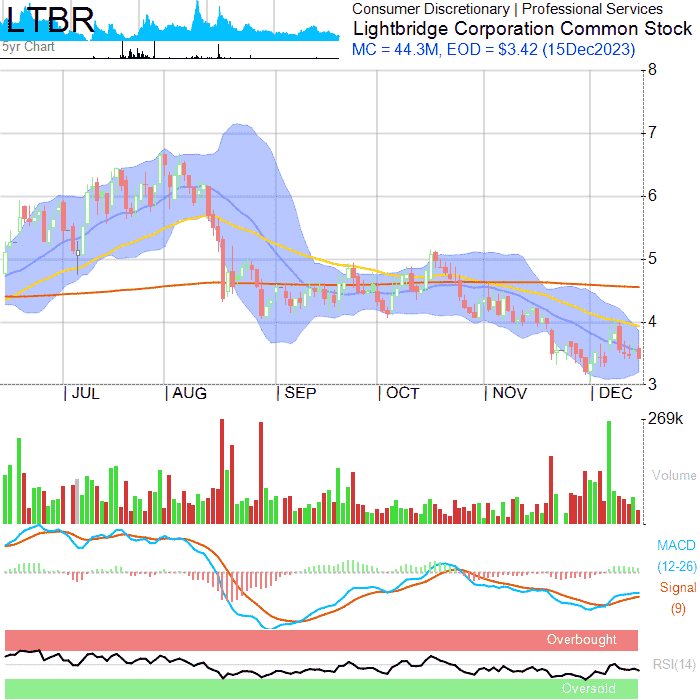 LTBR
5yr Chart
Consumer Discretionary | Professional Services
Lightbridge Corporation Common Stock
MC = 44.3M, EOD = $3.42 (15Dec2023)
8
7
6
5
4
3
JUL AUG SEP OCT NOV DEC
269k
Volume
MACD
(12-26)
Signal
(9)
Overbought
RSI(14)
Oversold